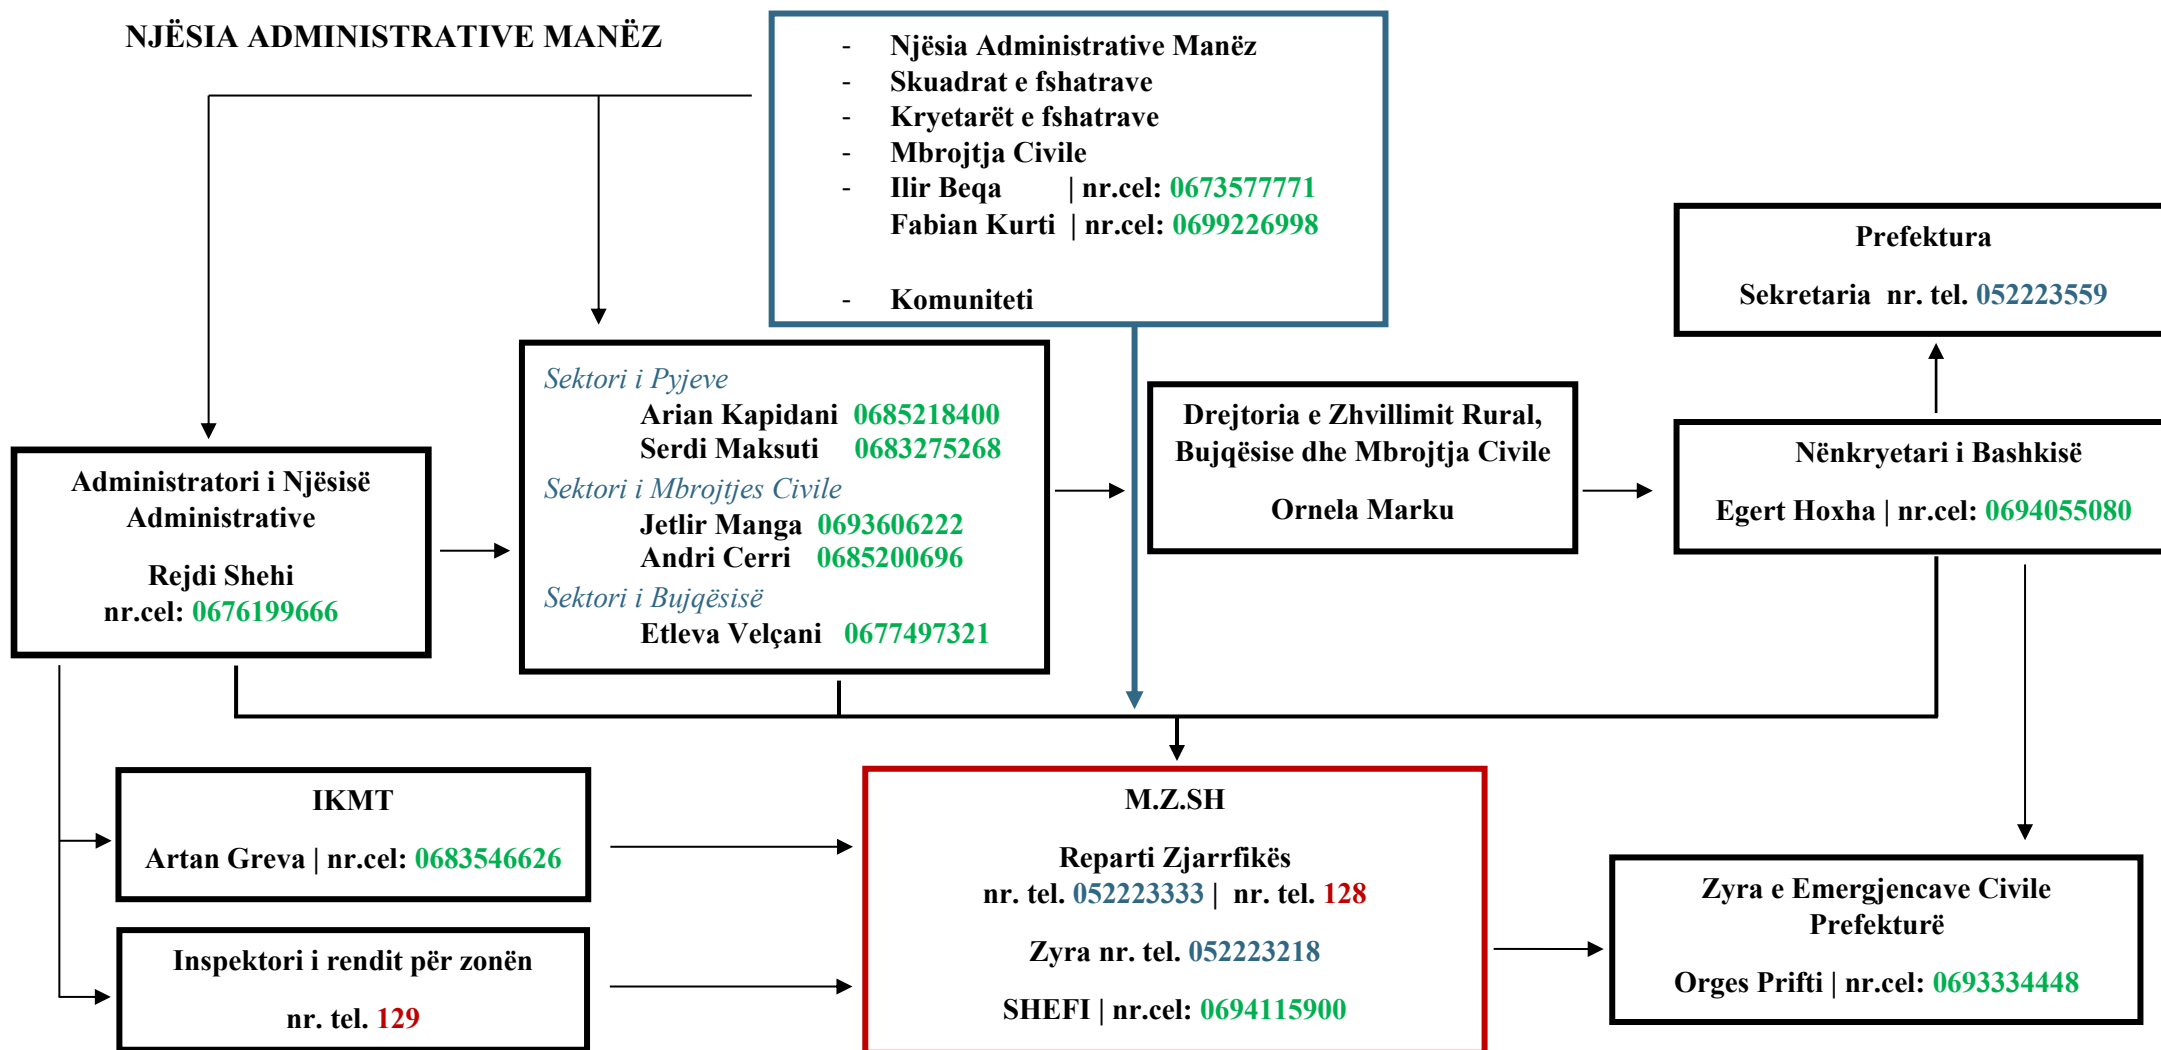 NJËSIA ADMINISTRATIVE MANËZ
- Njësia Administrative Manëz
- Skuadrat e fshatrave
- Kryetarët e fshatrave
- Mbrojtja Civile
- Ilir Beqa | nr.cel: 0673577771
Fabian Kurti | nr.cel: 0699226998
- Komuniteti
Prefektura
Sekretaria nr. tel. 052223559
Sektori i Pyjeve
Arian Kapidani 0685218400
Serdi Maksuti 0683275268
Sektori i Mbrojtjes Civile
Jetlir Manga 0693606222
Andri Cerri 0685200696
Sektori i Bujqësisë
Etleva Velçani 0677497321
Drejtoria e Zhvillimit Rural,
Bujqësise dhe Mbrojtja Civile
Ornela Marku
Nënkryetari i Bashkisë
Egert Hoxha | nr.cel: 0694055080
Administratori i Njësisë
Administrative
Rejdi Shehi
nr.cel: 0676199666
IKMT
Artan Greva | nr.cel: 0683546626
Inspektori i rendit për zonën
nr. tel. 129
M.Z.SH
Reparti Zjarrfikës
nr. tel. 052223333 | nr. tel. 128
Zyra nr. tel. 052223218
SHEFI | nr.cel: 0694115900
Zyra e Emergjencave Civile
Prefekturë
Orges Prifti | nr.cel: 0693334448